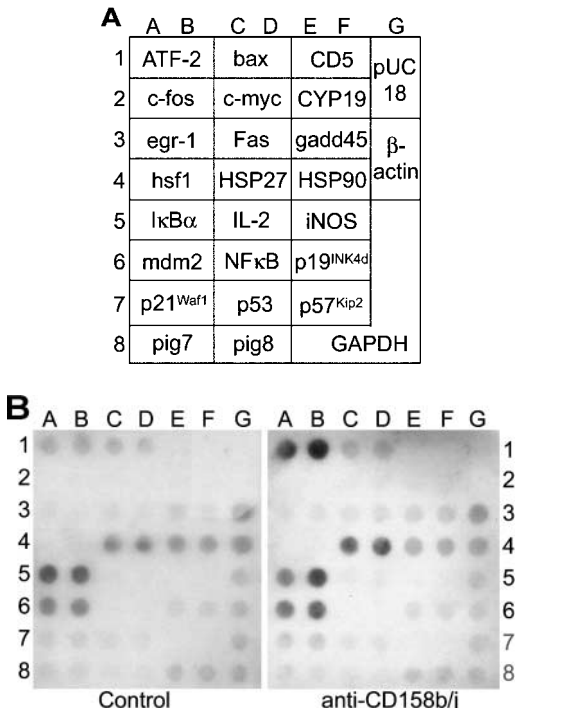 A
A B C D E F G
1 ATF-2 bax CD5 pUC 18
2 c-fos c-myc CYP19
3 egr-1 Fas gadd45 β-actin
4 hsf1 HSP27 HSP90
5 IκBα IL-2 iNOS
6 mdm2 NFκB p19INK4d
7 p21Waf1 p53 p57Kip2
8 pig7 pig8 GAPDH
B
A B C D E F G A B C D E F G
1 1
2 2
3 3
4 4
5 5
6 6
7 7
8 8
Control anti-CD158b/i